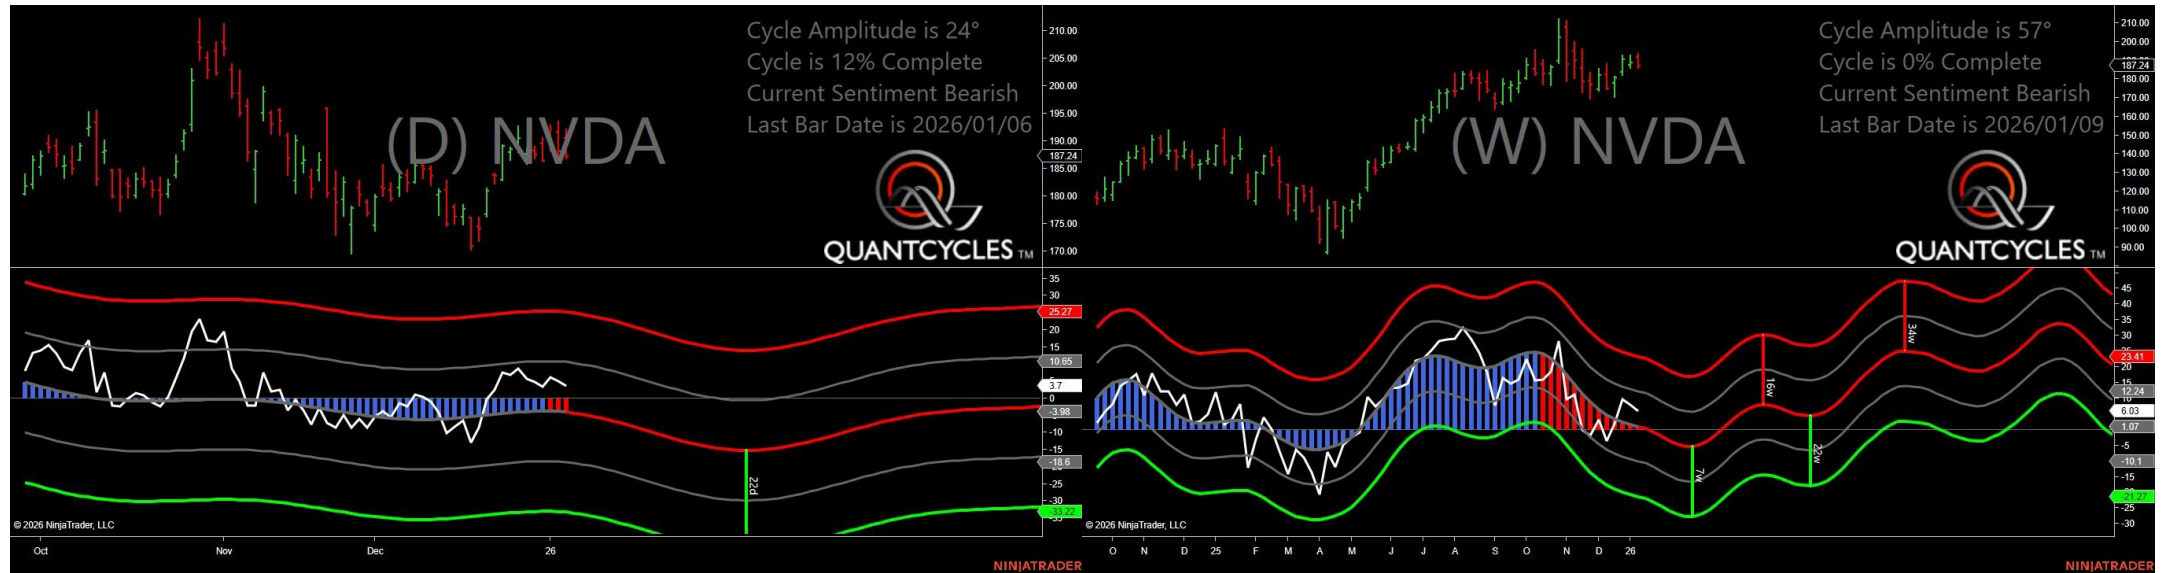 Cycle Amplitude is 24°
Cycle is 12% Complete
Current Sentiment Bearish
Last Bar Date is 2026/01/06
(D) NVDA
QUANTCYCLES TM
210.00
205.00
200.00
195.00
190.00
187.24
185.00
180.00
175.00
170.00
35
30
25.27
20
15
10.65
5
3.7
0
-3.98
-10
-15
-18.6
-25
-30
-33.22
22d
© 2026 NinjaTrader, LLC
Oct Nov Dec 26
NINJATRADER
Cycle Amplitude is 57°
Cycle is 0% Complete
Current Sentiment Bearish
Last Bar Date is 2026/01/09
(W) NVDA
QUANTCYCLES TM
210.00
200.00
187.24
180.00
170.00
160.00
150.00
140.00
130.00
120.00
110.00
100.00
90.00
45
40
35
30
23.41
20
15
12.24
6.03
1.07
-5
-10.1
-15
-21.27
-25
-30
7w
16w
22w
34w
© 2026 NinjaTrader, LLC
O N D 25 F M A M J J A S O N D 26
NINJATRADER